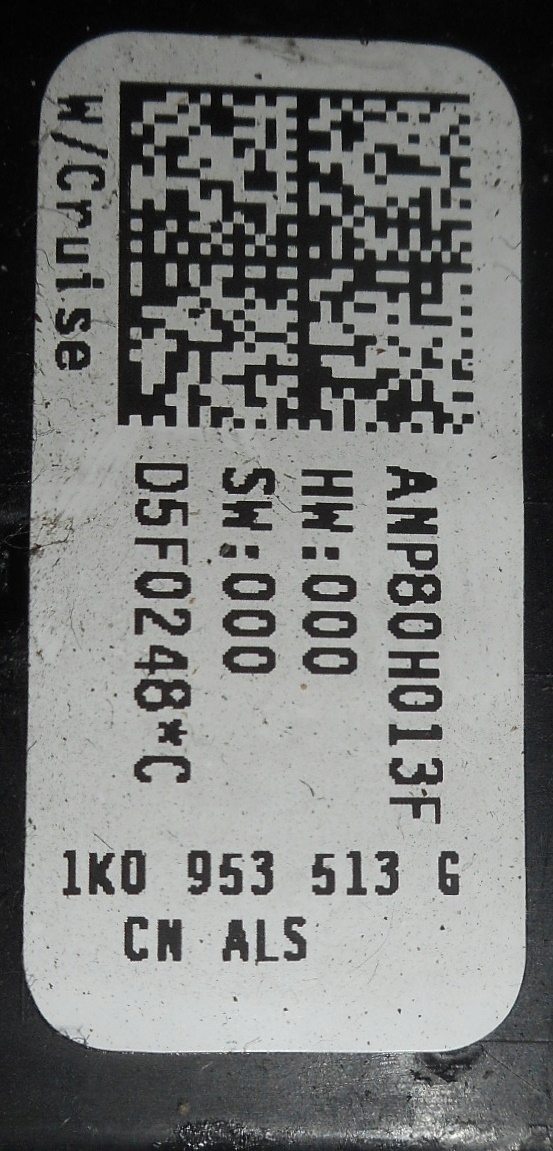 ANP80H013F
HW:000
SW:000
D5F0248*C
W/Cruise
1K0 953 513 G
CN ALS